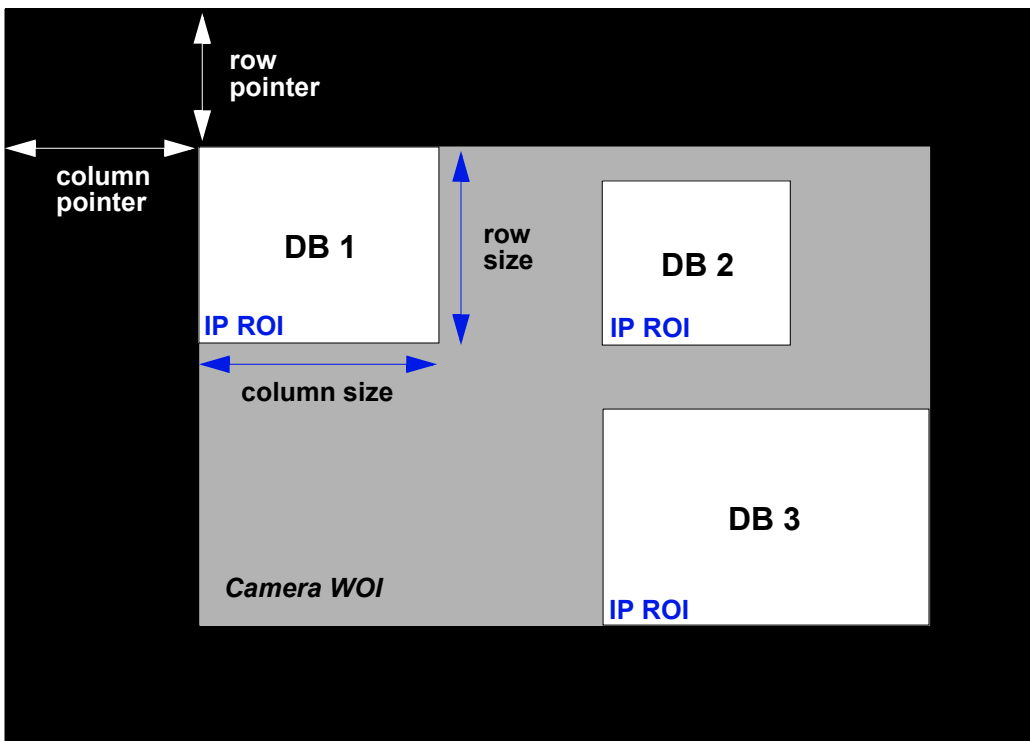 row
pointer
column
pointer
DB 1
IP ROI
row
size
column size
DB 2
IP ROI
DB 3
IP ROI
Camera WOI